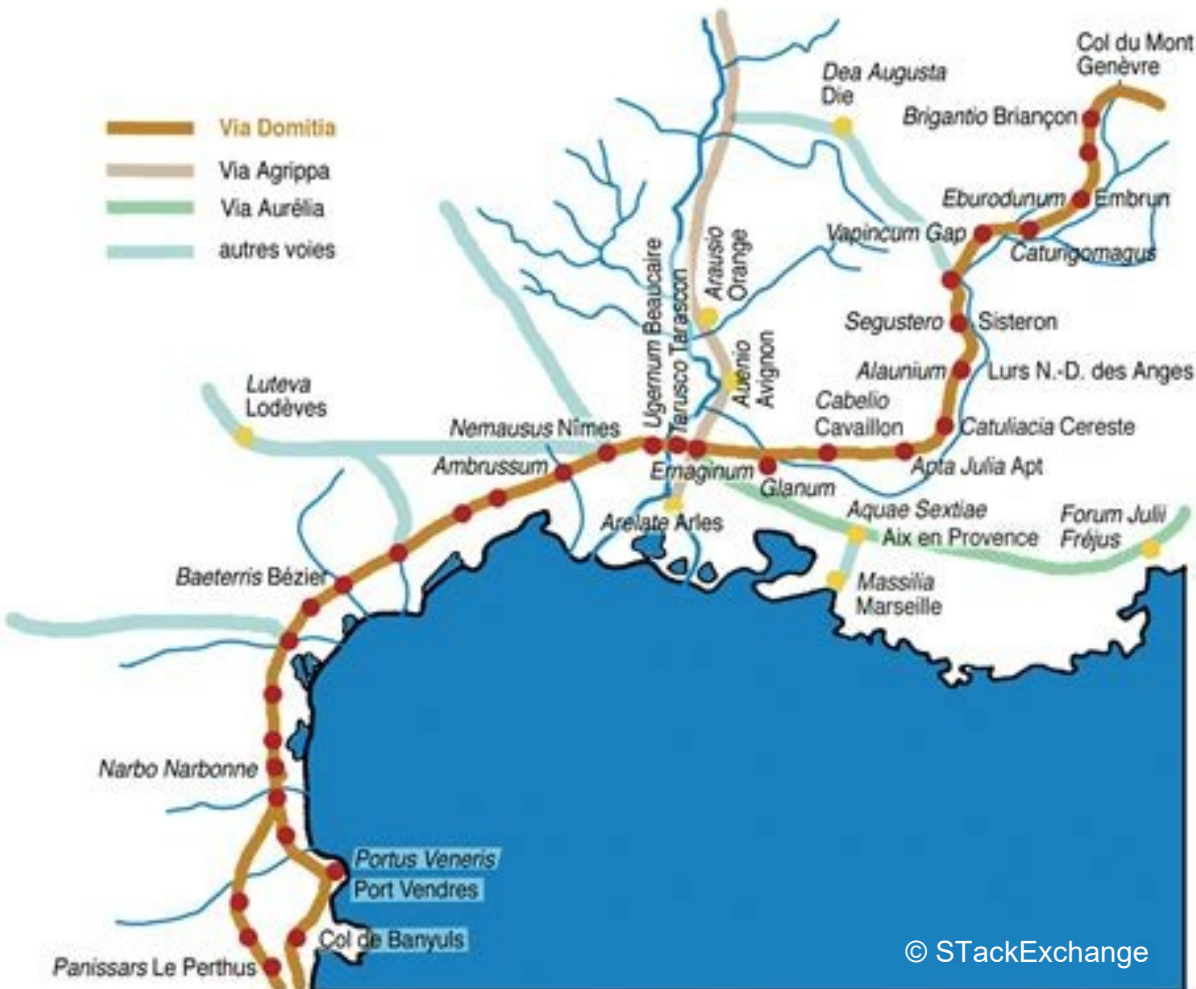 Col du Mont
Genèvre
Dea Augusta
Die
Brigantio Briançon
Via Domitia
Via Agrippa
Via Aurélia
autres voies
Eburodunum Embrun
Vapincum Gap
Caturigomagus
Arausio
Orange
Ugernum Beaucaire
Tarusco Tarascon
Segustero Sisteron
Auenio
Avignon
Alaunium Lurs N.-D. des Anges
Luteva
Lodèves
Cabelio
Cavaillon
Nemausus Nîmes
Catuliacia Cereste
Ambrussum
Ernaginum
Apta Julia Apt
Glanum
Arelate Arles
Aquae Sextiae
Aix en Provence
Forum Julii
Fréjus
Baeterris Bézier
Massilia
Marseille
Narbo Narbonne
Portus Veneris
Port Vendres
Col de Banyuls
Panissars Le Perthus
© STackExchange